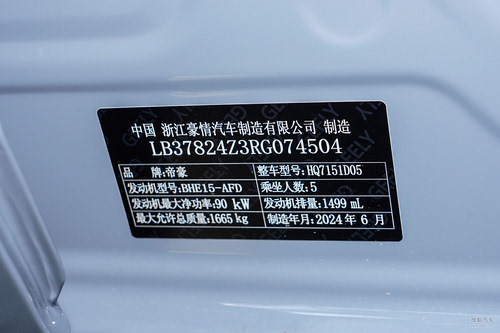 中国 浙江豪情汽车制造有限公司 制造
LB37824Z3RG074504
品 牌:帝豪 整车型号:HQ7151D05
发动机型号:BHE15-AFD 乘坐人数:5
发动机最大净功率:90 kW 发动机排量:1499 mL
最大允许总质量:1665 kg 制造年月:2024 年 6 月